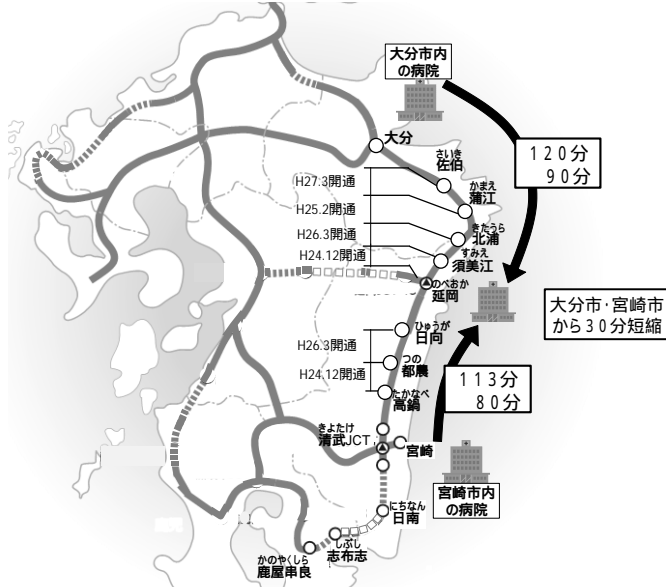 大分市内
の病院
大分
120分
90分
さいき
佐伯
H27.3開通
かまえ
蒲江
H25.2開通
きたうら
北浦
H26.3開通
すみえ
須美江
H24.12開通
のべおか
延岡
大分市・宮崎市
から30分短縮
ひゅうが
日向
H26.3開通
つの
都農
H24.12開通
113分
80分
たかなべ
高鍋
きよたけ
清武JCT
宮崎
宮崎市内
の病院
にちなん
日南
しぶし
志布志
かのやくしら
鹿屋串良